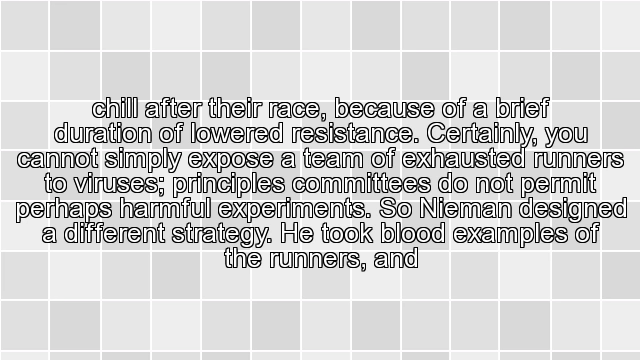 chill after their race, because of a brief
duration of lowered resistance. Certainly, you
cannot simply expose a team of exhausted runners
to viruses; principles committees do not permit
perhaps harmful experiments. So Nieman designed
a different strategy. He took blood examples of
the runners, and